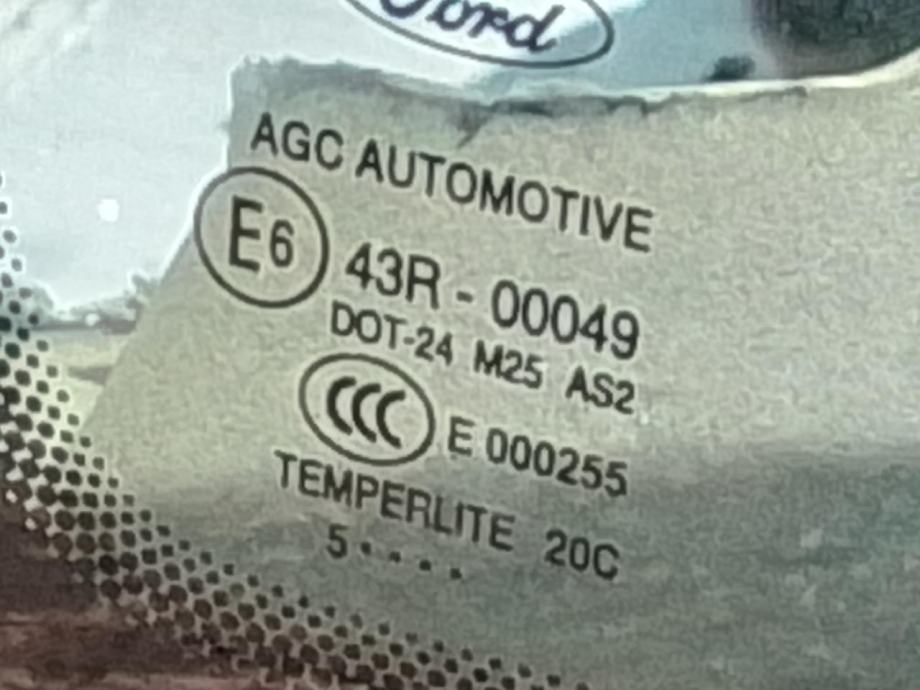 Ford
AGC AUTOMOTIVE
E6 43R - 00049
DOT-24 M25 AS2
CCC E 000255
TEMPERLITE 20C
5 • • • •